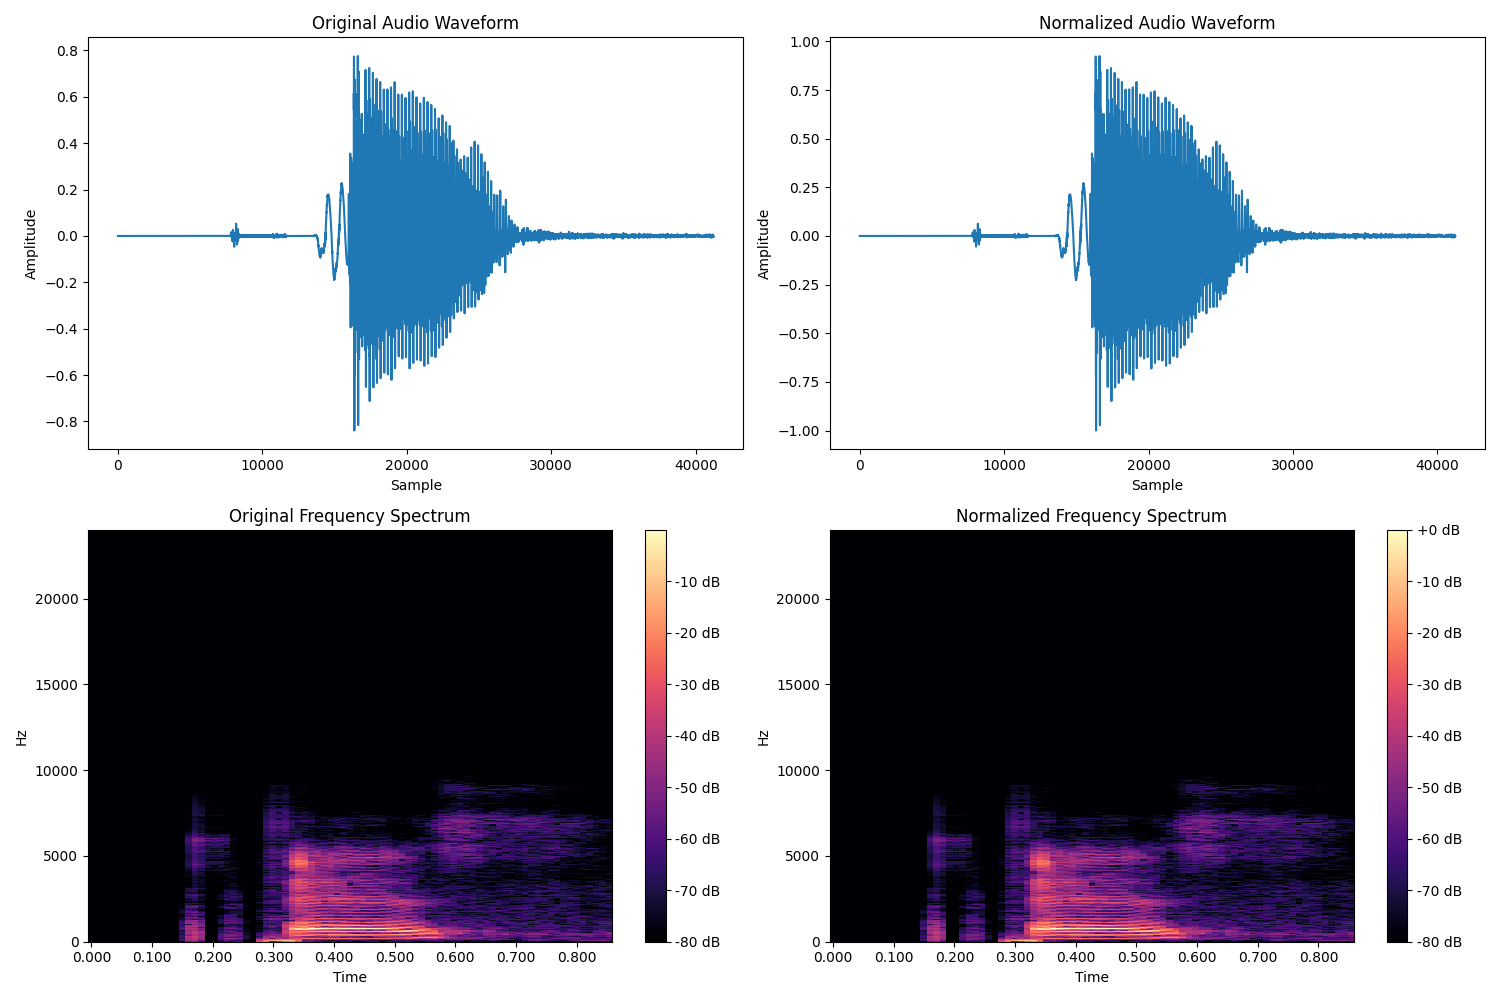 Original Audio Waveform
Amplitude
0.8
0.6
0.4
0.2
0.0
−0.2
−0.4
−0.6
−0.8
0 10000 20000 30000 40000
Sample
Normalized Audio Waveform
Amplitude
1.00
0.75
0.50
0.25
0.00
−0.25
−0.50
−0.75
−1.00
0 10000 20000 30000 40000
Sample
Original Frequency Spectrum
Hz
20000
15000
10000
5000
0
0.000 0.100 0.200 0.300 0.400 0.500 0.600 0.700 0.800
Time
-10 dB
-20 dB
-30 dB
-40 dB
-50 dB
-60 dB
-70 dB
-80 dB
Normalized Frequency Spectrum
Hz
20000
15000
10000
5000
0
0.000 0.100 0.200 0.300 0.400 0.500 0.600 0.700 0.800
Time
+0 dB
-10 dB
-20 dB
-30 dB
-40 dB
-50 dB
-60 dB
-70 dB
-80 dB